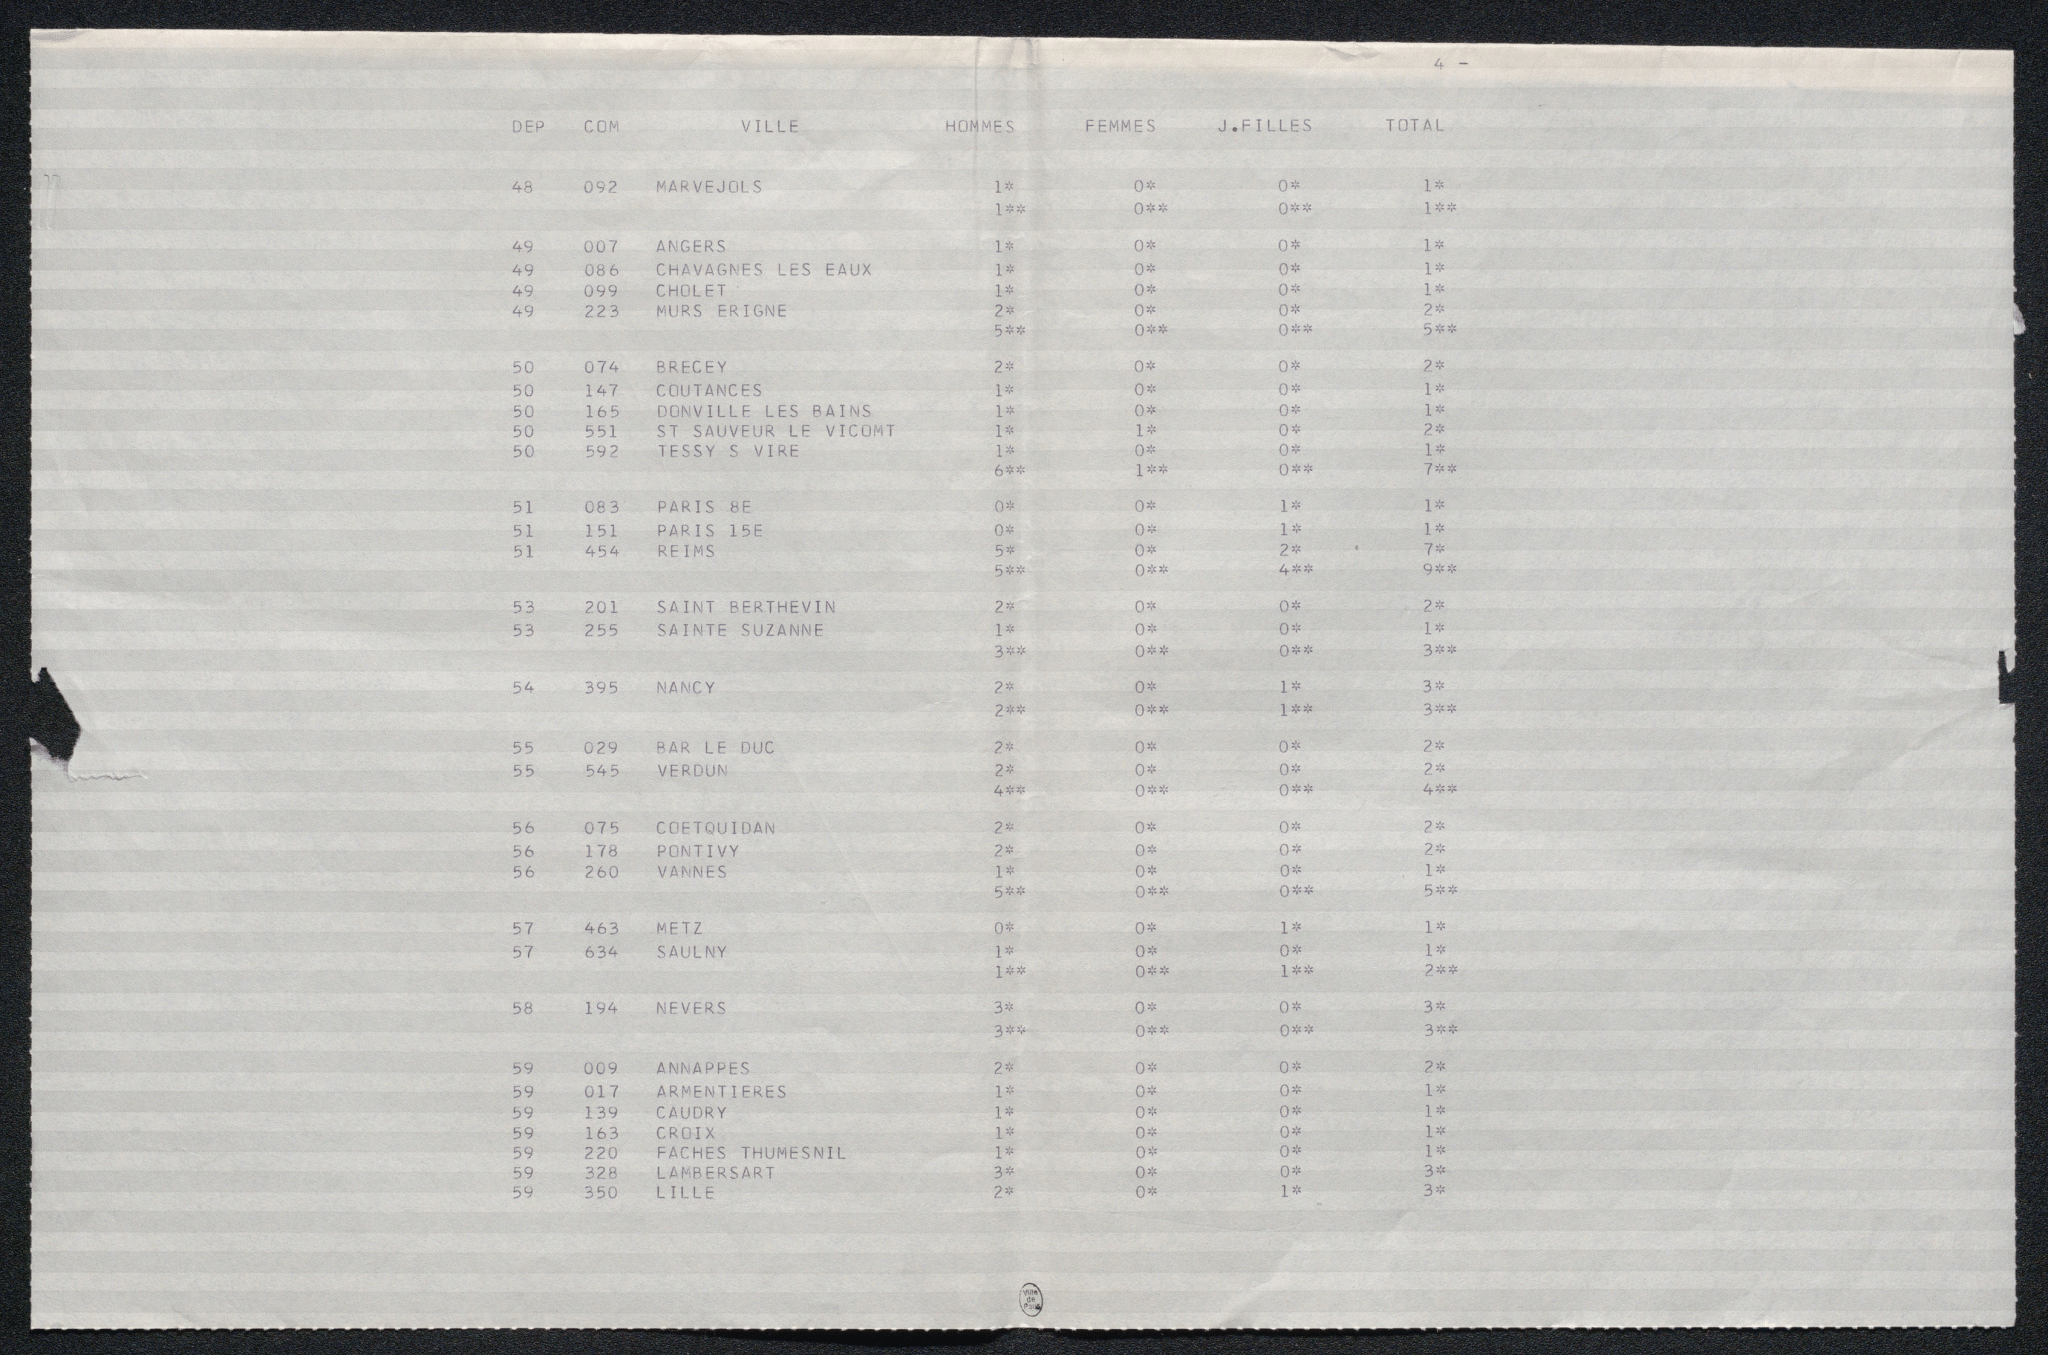 4 -
DEP COM VILLE HOMMES FEMMES J.FILLES TOTAL
48 092 MARVEJOLS 1* 0* 0* 1*
1** 0** 0** 1**
49 007 ANGERS 1* 0* 0* 1*
49 086 CHAVAGNES LES EAUX 1* 0* 0* 1*
49 099 CHOLET 1* 0* 0* 1*
49 223 MURS ERIGNE 2* 0* 0* 2*
5** 0** 0** 5**
50 074 BRECEY 2* 0* 0* 2*
50 147 COUTANCES 1* 0* 0* 1*
50 165 DONVILLE LES BAINS 1* 0* 0* 1*
50 551 ST SAUVEUR LE VICOMT 1* 1* 0* 2*
50 592 TESSY S VIRE 1* 0* 0* 1*
6** 1** 0** 7**
51 083 PARIS 8E 0* 0* 1* 1*
51 151 PARIS 15E 0* 0* 1* 1*
51 454 REIMS 5* 0* 2* 7*
5** 0** 4** 9**
53 201 SAINT BERTHEVIN 2* 0* 0* 2*
53 255 SAINTE SUZANNE 1* 0* 0* 1*
3** 0** 0** 3**
54 395 NANCY 2* 0* 1* 3*
2** 0** 1** 3**
55 029 BAR LE DUC 2* 0* 0* 2*
55 545 VERDUN 2* 0* 0* 2*
4** 0** 0** 4**
56 075 COETQUIDAN 2* 0* 0* 2*
56 178 PONTIVY 2* 0* 0* 2*
56 260 VANNES 1* 0* 0* 1*
5** 0** 0** 5**
57 463 METZ 0* 0* 1* 1*
57 634 SAULNY 1* 0* 0* 1*
1** 0** 1** 2**
58 194 NEVERS 3* 0* 0* 3*
3** 0** 0** 3**
59 009 ANNAPPES 2* 0* 0* 2*
59 017 ARMENTIERES 1* 0* 0* 1*
59 139 CAUDRY 1* 0* 0* 1*
59 163 CROIX 1* 0* 0* 1*
59 220 FACHES THUMESNIL 1* 0* 0* 1*
59 328 LAMBERSART 3* 0* 0* 3*
59 350 LILLE 2* 0* 1* 3*
Ville
de
Paris